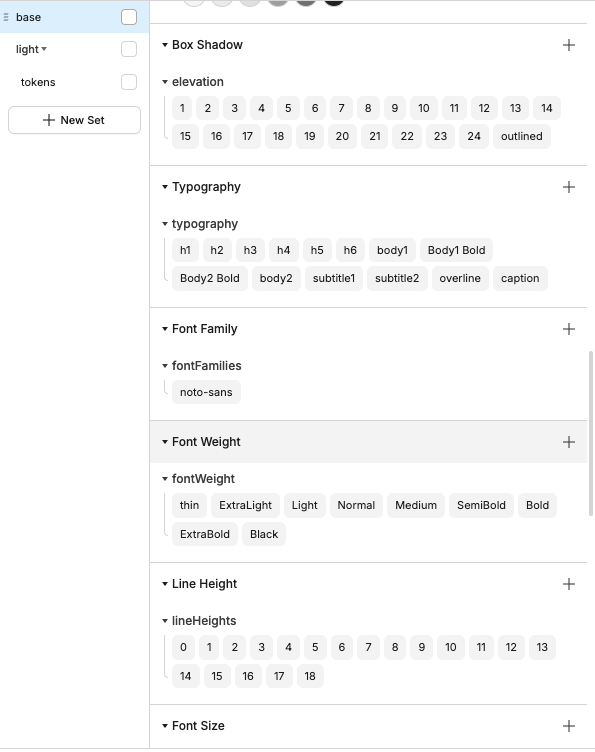 base
light
tokens
New Set
Box Shadow
elevation
1 2 3 4 5 6 7 8 9 10 11 12 13 14
15 16 17 18 19 20 21 22 23 24 outlined
Typography
typography
h1 h2 h3 h4 h5 h6 body1 Body1 Bold
Body2 Bold body2 subtitle1 subtitle2 overline caption
Font Family
fontFamilies
noto-sans
Font Weight
fontWeight
thin ExtraLight Light Normal Medium SemiBold Bold
ExtraBold Black
Line Height
lineHeights
0 1 2 3 4 5 6 7 8 9 10 11 12 13
14 15 16 17 18
Font Size